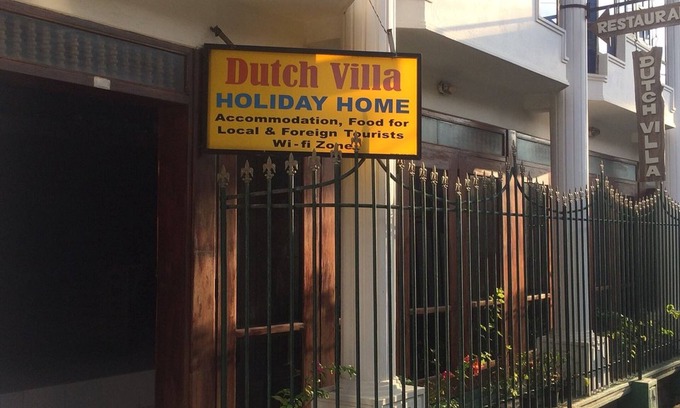 Dutch Villa
HOLIDAY HOME
Accommodation, Food for
Local & Foreign Tourists
Wi-fi Zone
RESTAURA
DUTCH VILLA